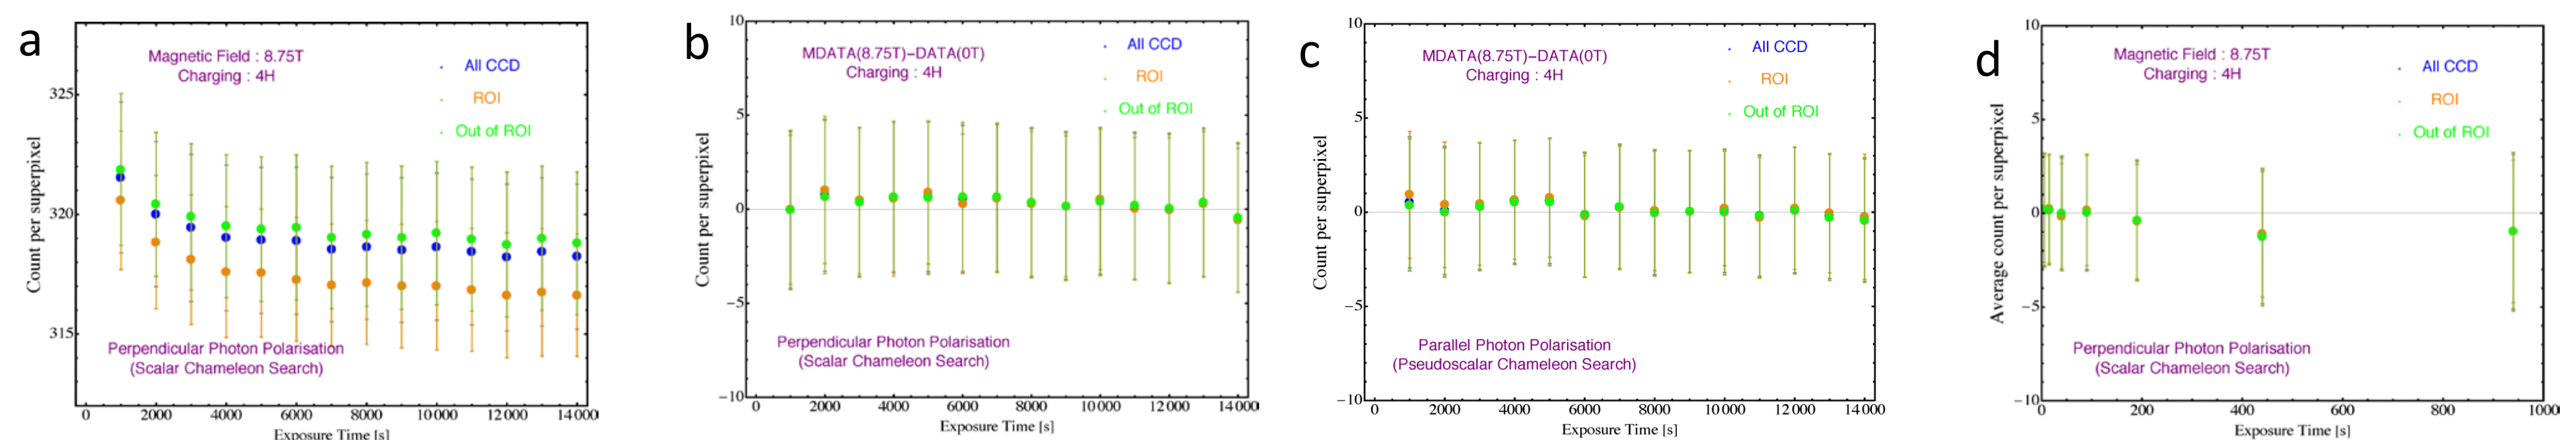 a
Magnetic Field : 8.75T
Charging : 4H
All CCD
ROI
Out of ROI
325
320
315
Count per superpixel
Perpendicular Photon Polarisation
(Scalar Chameleon Search)
0 2000 4000 6000 8000 10000 12000 14000
Exposure Time [s]
b
MDATA(8.75T)−DATA(0T)
Charging : 4H
All CCD
ROI
Out of ROI
10
5
0
−5
−10
Count per superpixel
Perpendicular Photon Polarisation
(Scalar Chameleon Search)
0 2000 4000 6000 8000 10000 12000 14000
Exposure Time [s]
c
MDATA(8.75T)−DATA(0T)
Charging : 4H
All CCD
ROI
Out of ROI
10
5
0
−5
−10
Count per superpixel
Parallel Photon Polarisation
(Pseudoscalar Chameleon Search)
0 2000 4000 6000 8000 10000 12000 14000
Exposure Time [s]
d
Magnetic Field : 8.75T
Charging : 4H
All CCD
ROI
Out of ROI
10
5
0
−5
−10
Average count per superpixel
Perpendicular Photon Polarisation
(Scalar Chameleon Search)
0 200 400 600 800 1000
Exposure Time [s]